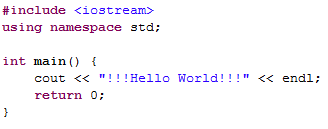 #include <iostream>
using namespace std;

int main() {
    cout << "!!!Hello World!!!" << endl;
    return 0;
}